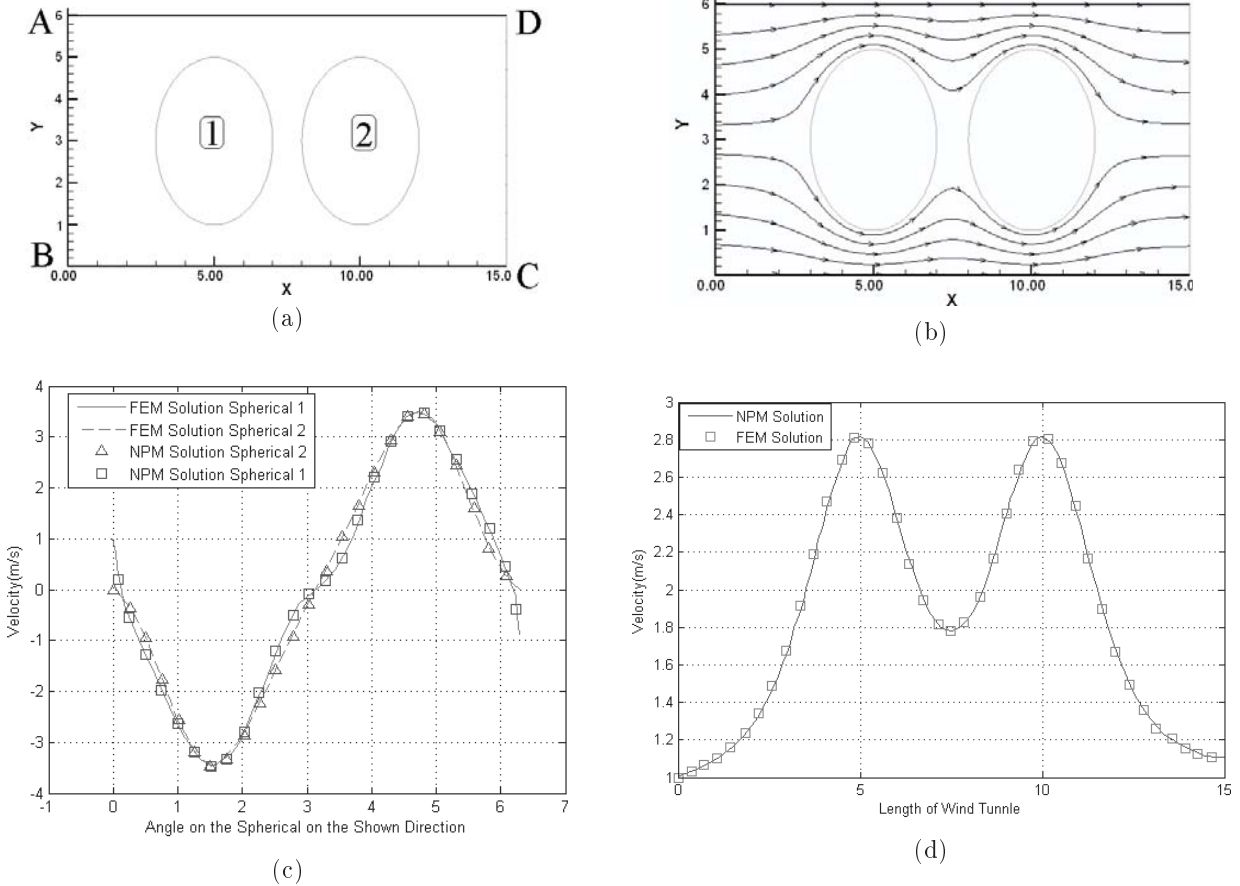 A
D
6
5
4
3
2
1
Y
1
2
B
C
0.00
5.00
10.00
15.0
X
(a)
6
5
4
3
2
1
0
Y
0.00
5.00
10.00
15.0
X
(b)
4
3
2
1
0
-1
-2
-3
-4
Velocity(m/s)
FEM Solution Spherical 1
FEM Solution Spherical 2
NPM Solution Spherical 2
NPM Solution Spherical 1
-1
0
1
2
3
4
5
6
7
Angle on the Spherical on the Shown Direction
(c)
3
2.8
2.6
2.4
2.2
2
1.8
1.6
1.4
1.2
1
Velocity(m/s)
NPM Solution
FEM Solution
0
5
10
15
Length of Wind Tunnle
(d)